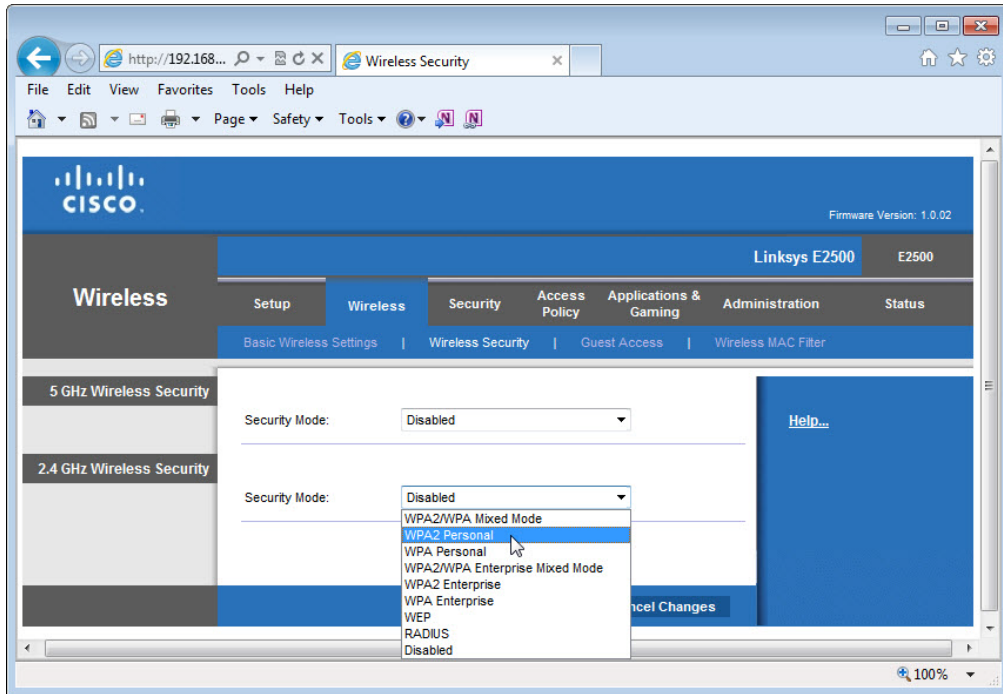 http://192.168... Wireless Security
File Edit View Favorites Tools Help
Page Safety Tools
CISCO.
Firmware Version: 1.0.02
Linksys E2500 E2500
Wireless
Setup Wireless Security Access Policy Applications & Gaming Administration Status
Basic Wireless Settings | Wireless Security | Guest Access | Wireless MAC Filter
5 GHz Wireless Security
Security Mode: Disabled
Help...
2.4 GHz Wireless Security
Security Mode: Disabled
WPA2/WPA Mixed Mode
WPA2 Personal
WPA Personal
WPA2/WPA Enterprise Mixed Mode
WPA2 Enterprise
WPA Enterprise
WEP
RADIUS
Disabled
ncel Changes
100%